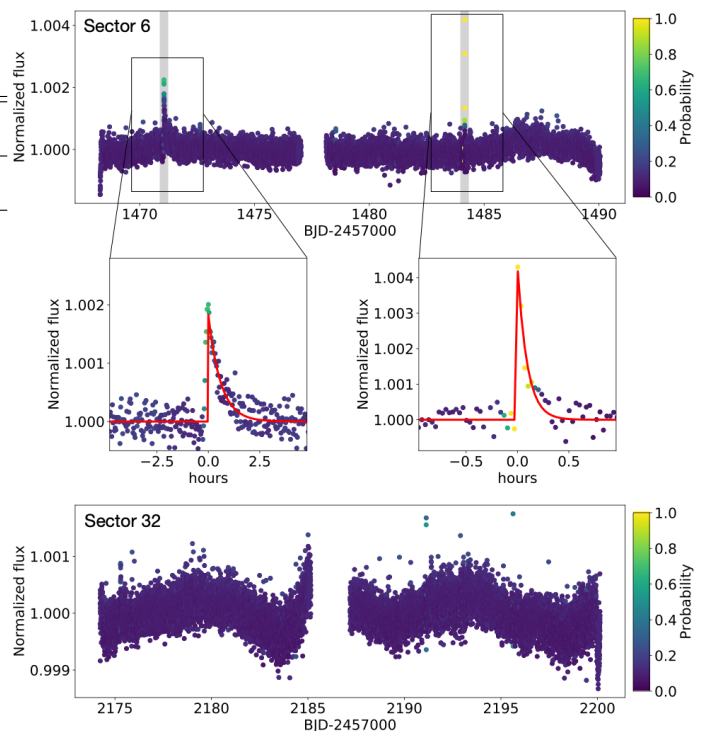 Sector 6
1.004
1.002
1.000
Normalized flux
1470 1475 1480 1485 1490
BJD-2457000
1.0
0.8
0.6
0.4
0.2
0.0
Probability
1.002
1.001
1.000
Normalized flux
−2.5 0.0 2.5
hours
1.004
1.003
1.002
1.001
1.000
Normalized flux
−0.5 0.0 0.5
hours
Sector 32
1.001
1.000
0.999
Normalized flux
2175 2180 2185 2190 2195 2200
BJD-2457000
1.0
0.8
0.6
0.4
0.2
0.0
Probability